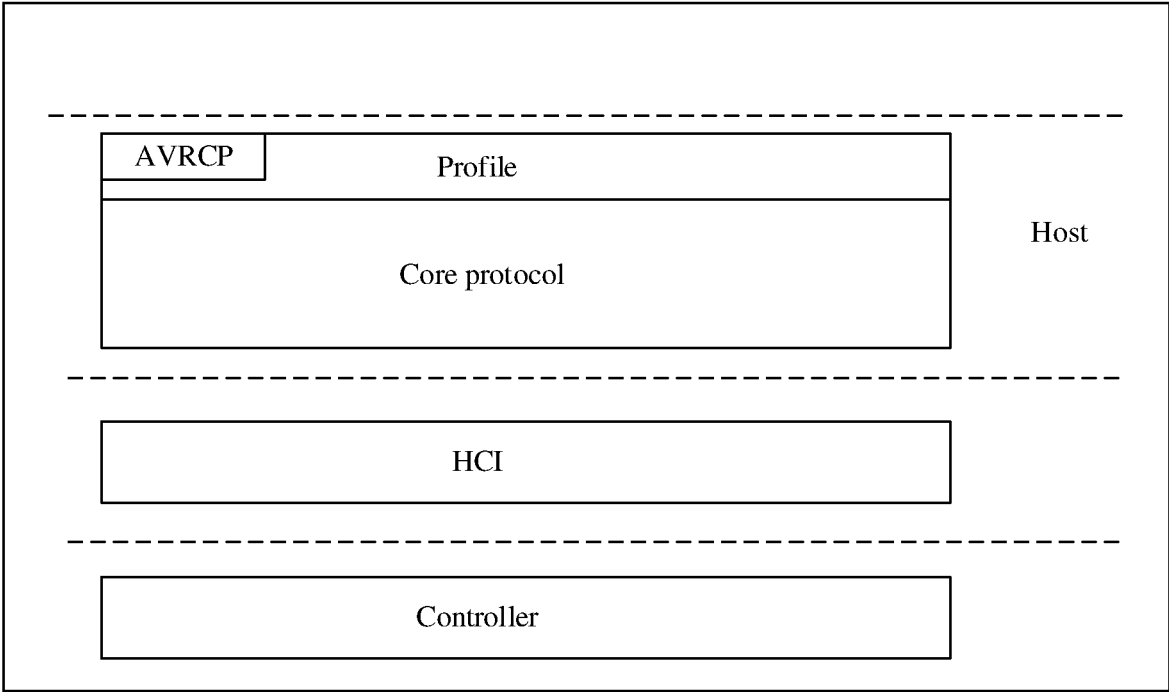 AVRCP
Profile
Host
Core protocol
HCI
Controller